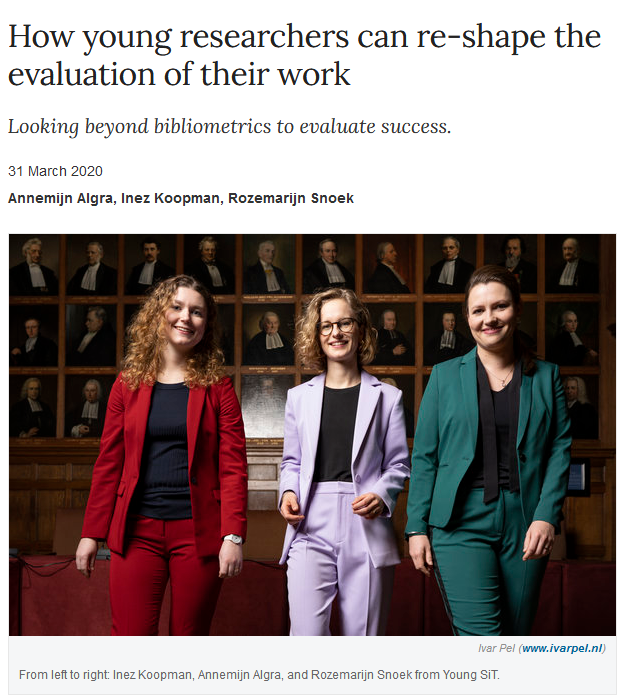 How young researchers can re-shape the
evaluation of their work
Looking beyond bibliometrics to evaluate success.
31 March 2020
Annemijn Algra, Inez Koopman, Rozemarijn Snoek
Ivar Pel (www.ivarpel.nl)
From left to right: Inez Koopman, Annemijn Algra, and Rozemarijn Snoek from Young SiT.